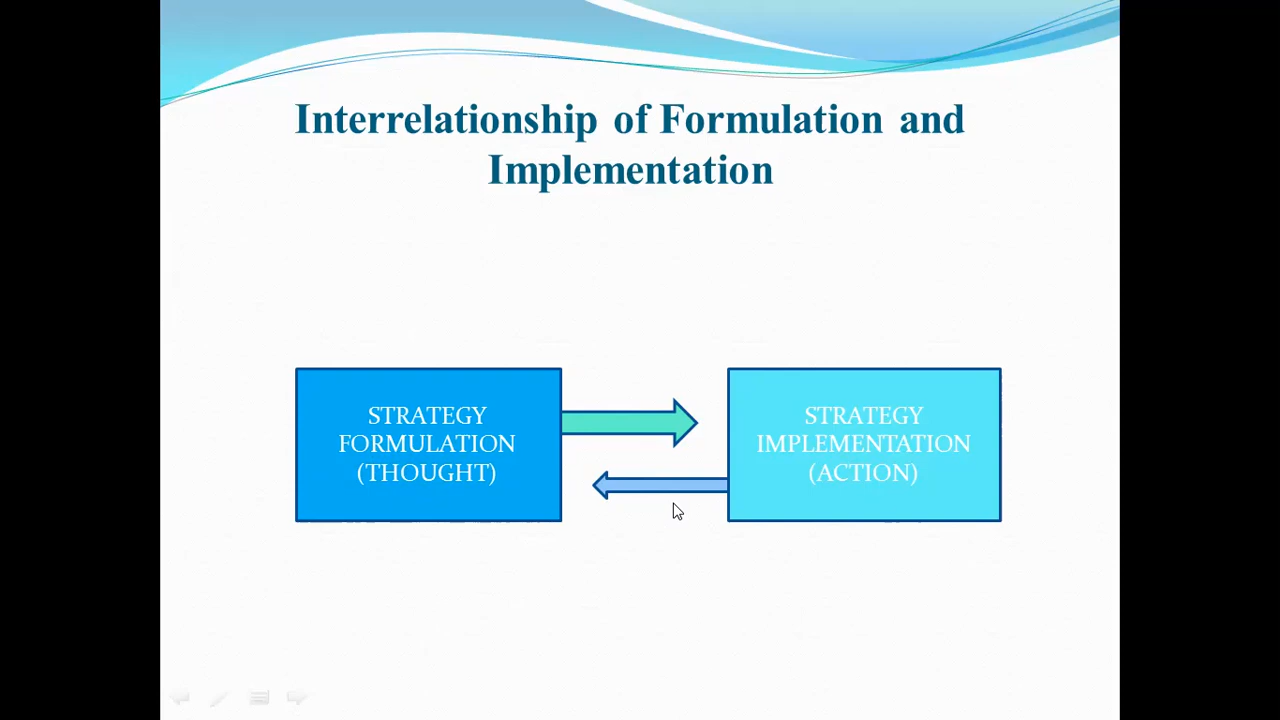 Interrelationship of Formulation and
Implementation
STRATEGY
FORMULATION
(THOUGHT)
STRATEGY
IMPLEMENTATION
(ACTION)